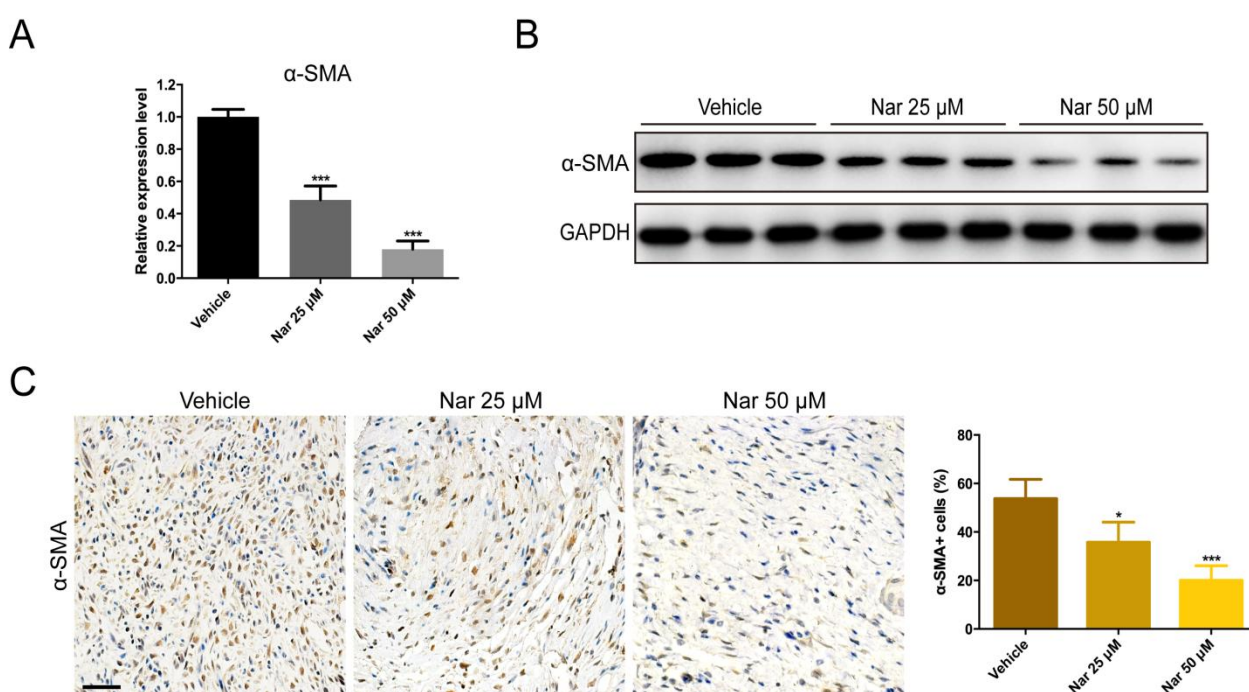 A
α-SMA
Relative expression level
1.2
1.0
0.8
0.6
0.4
0.2
0.0
***
***
Vehicle
Nar 25 μM
Nar 50 μM
B
Vehicle Nar 25 μM Nar 50 μM
α-SMA
GAPDH
C
Vehicle Nar 25 μM Nar 50 μM
α-SMA
α-SMA+ cells (%)
80
60
40
20
0
*
***
Vehicle
Nar 25 μM
Nar 50 μM